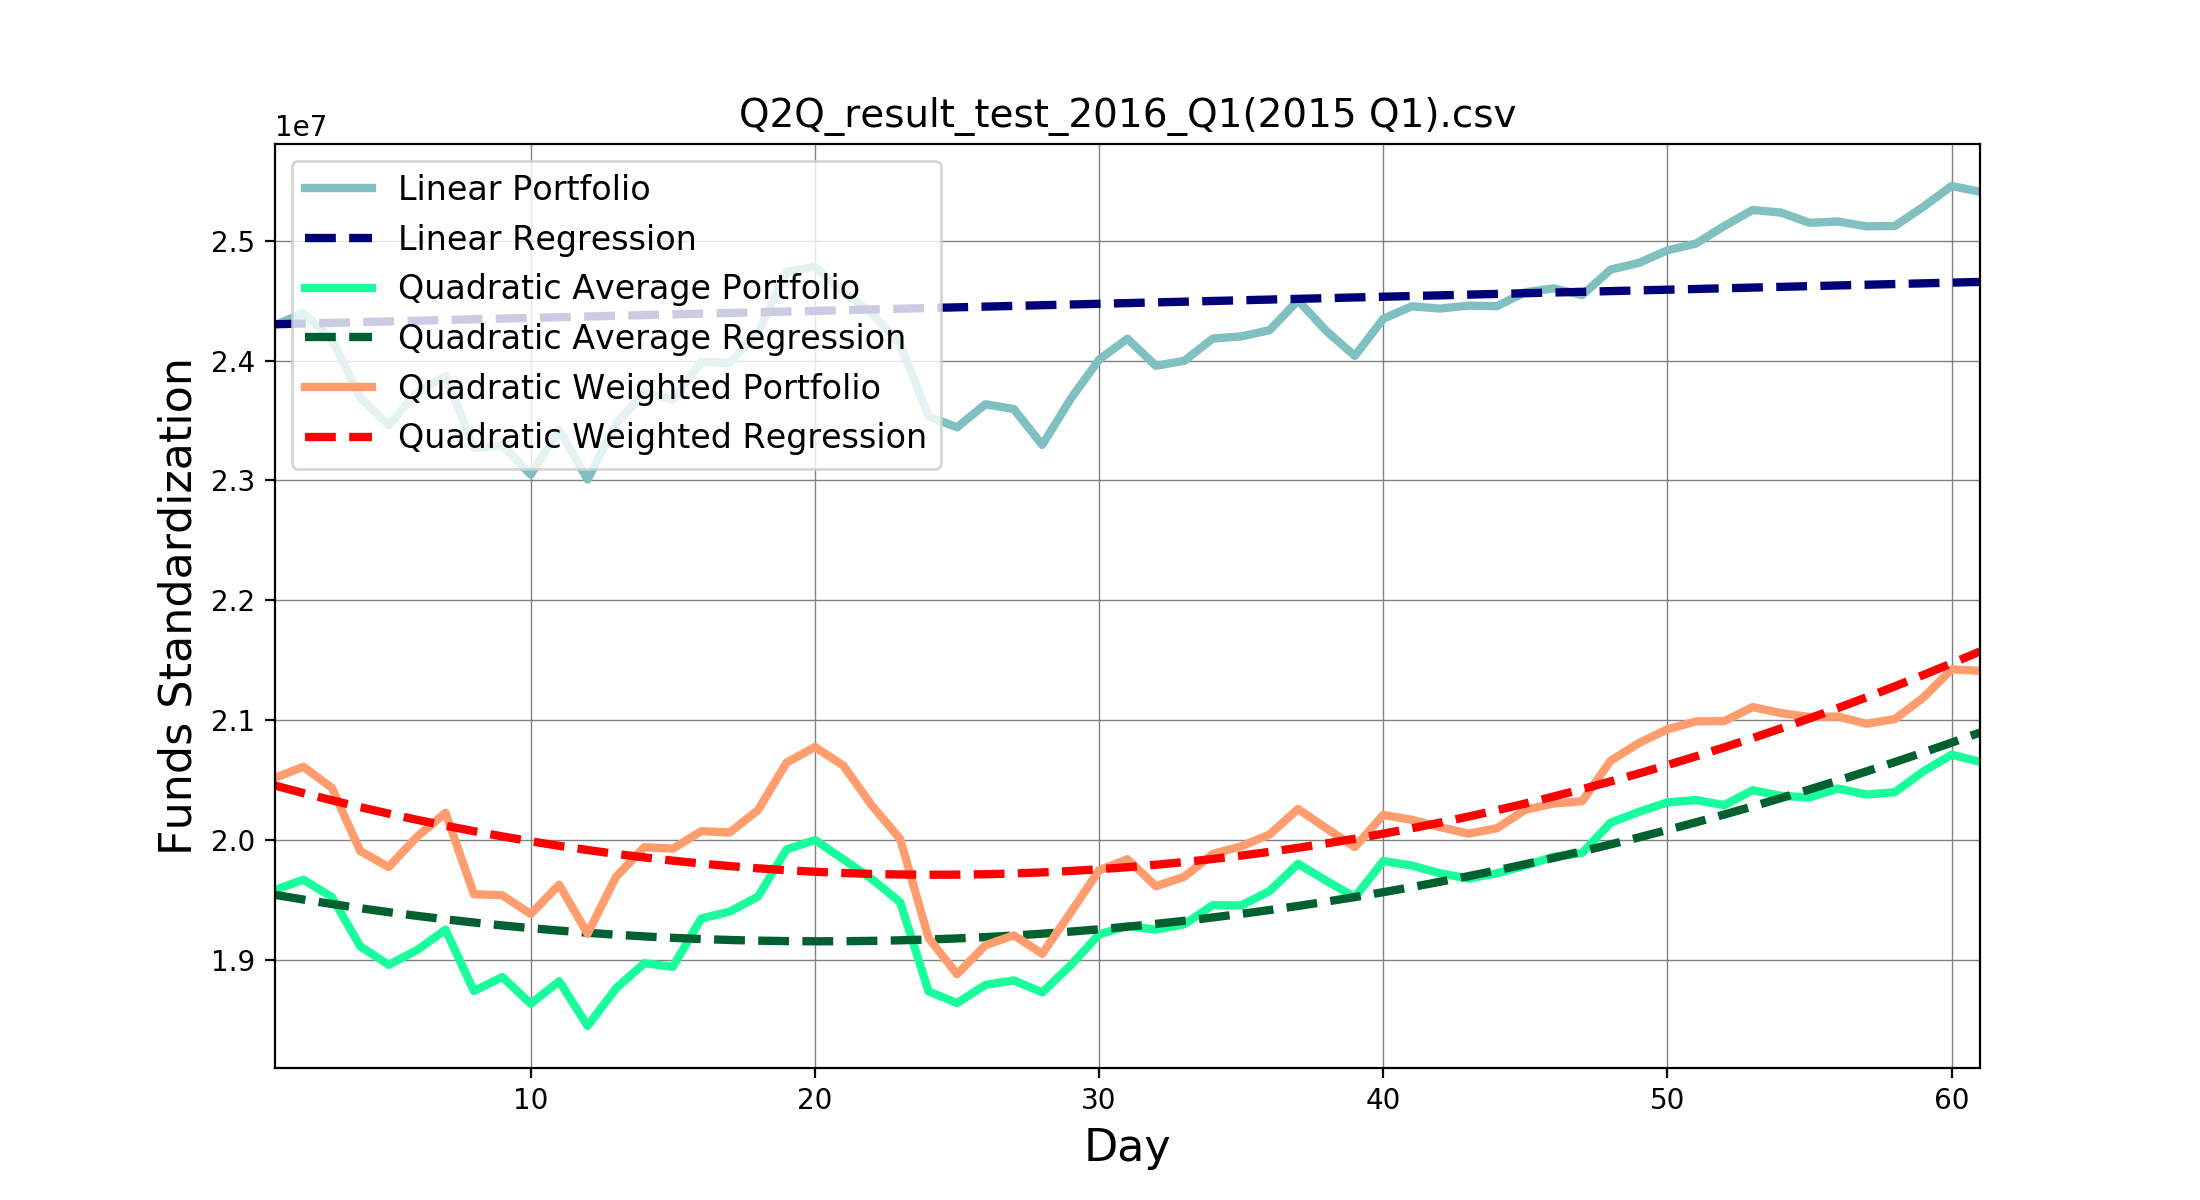 Q2Q_result_test_2016_Q1(2015 Q1).csv
1e7
Linear Portfolio
Linear Regression
Quadratic Average Portfolio
Quadratic Average Regression
Quadratic Weighted Portfolio
Quadratic Weighted Regression
2.5
2.4
2.3
2.2
2.1
2.0
1.9
Funds Standardization
10 20 30 40 50 60
Day